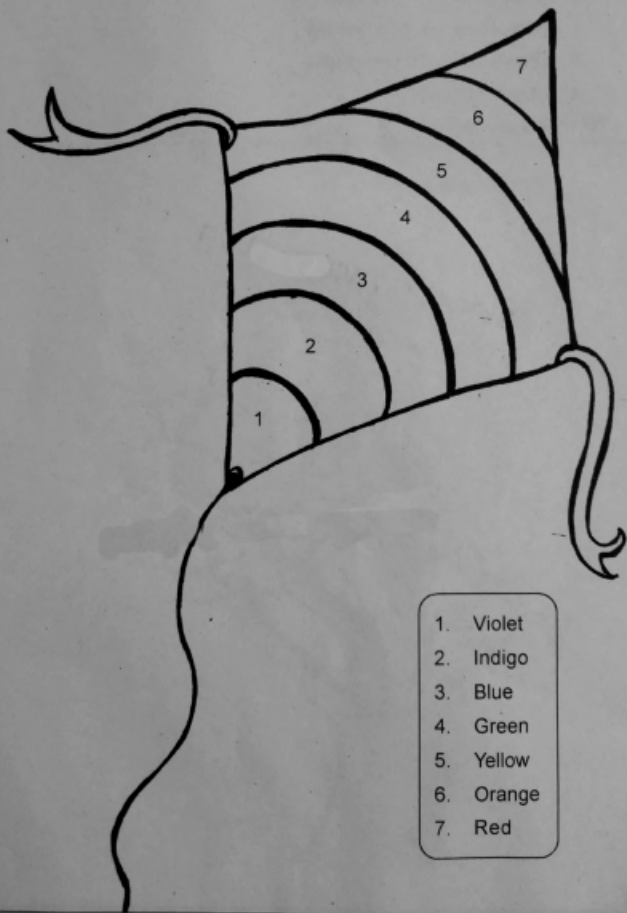 7
6
5
4
3
2
1
1. Violet
2. Indigo
3. Blue
4. Green
5. Yellow
6. Orange
7. Red